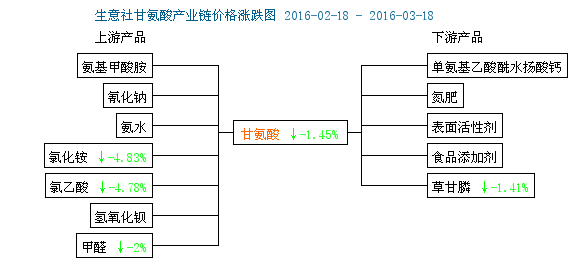 生意社甘氨酸产业链价格涨跌图 2016-02-18 - 2016-03-18
上游产品
下游产品
氨基甲酸胺
氰化钠
氨水
氯化铵 ↓-4.83%
氯乙酸 ↓-4.78%
氢氧化钡
甲醛 ↓-2%
甘氨酸 ↓-1.45%
单氨基乙酸酰水扬酸钙
氮肥
表面活性剂
食品添加剂
草甘膦 ↓-1.41%